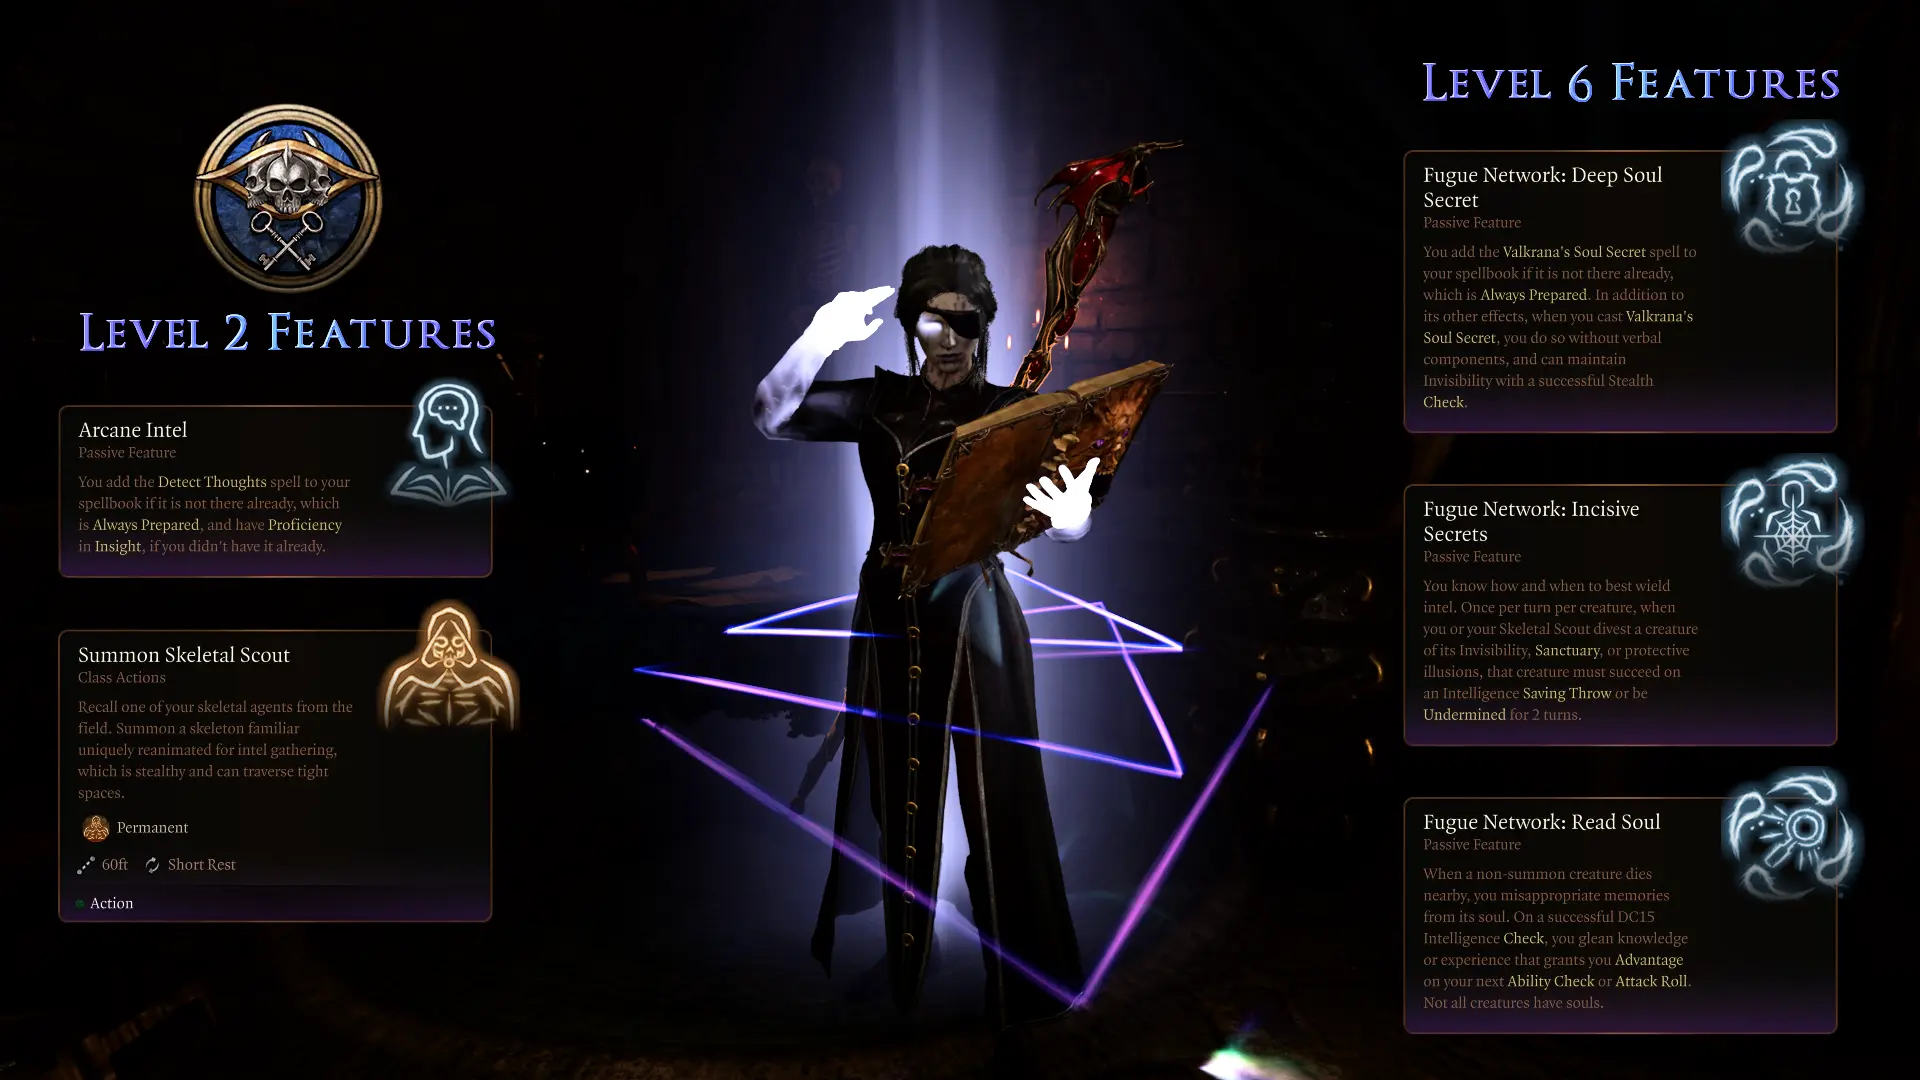 Level 2 Features
Arcane Intel
Passive Feature
You add the Detect Thoughts spell to your
spellbook if it is not there already, which
is Always Prepared, and have Proficiency
in Insight, if you didn't have it already.
Summon Skeletal Scout
Class Actions
Recall one of your skeletal agents from the
field. Summon a skeleton familiar
uniquely reanimated for intel gathering,
which is stealthy and can traverse tight
spaces.
Permanent
60ft Short Rest
Action
Level 6 Features
Fugue Network: Deep Soul
Secret
Passive Feature
You add the Valkrana's Soul Secret spell to
your spellbook if it is not there already,
which is Always Prepared. In addition to
its other effects, when you cast Valkrana's
Soul Secret, you do so without verbal
components, and can maintain
Invisibility with a successful Stealth
Check.
Fugue Network: Incisive
Secrets
Passive Feature
You know how and when to best wield
intel. Once per turn per creature, when
you or your Skeletal Scout divest a creature
of its Invisibility, Sanctuary, or protective
illusions, that creature must succeed on
an Intelligence Saving Throw or be
Undermined for 2 turns.
Fugue Network: Read Soul
Passive Feature
When a non-summon creature dies
nearby, you misappropriate memories
from its soul. On a successful DC15
Intelligence Check, you glean knowledge
or experience that grants you Advantage
on your next Ability Check or Attack Roll.
Not all creatures have souls.